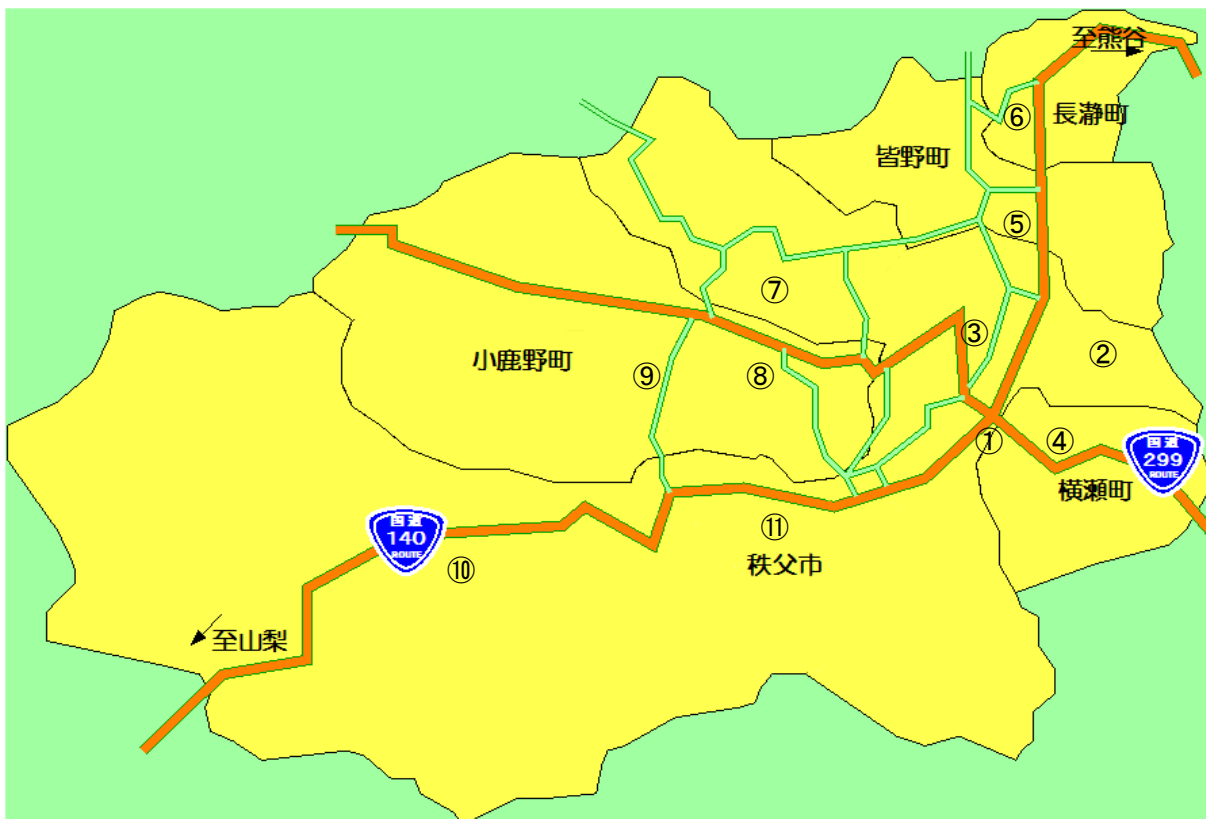 至熊谷
⑥
長瀞町
皆野町
⑤
⑦
③
②
小鹿野町
⑨
⑧
①
④
国道
299
ROUTE
横瀬町
国道
140
ROUTE
⑪
秩父市
⑩
至山梨